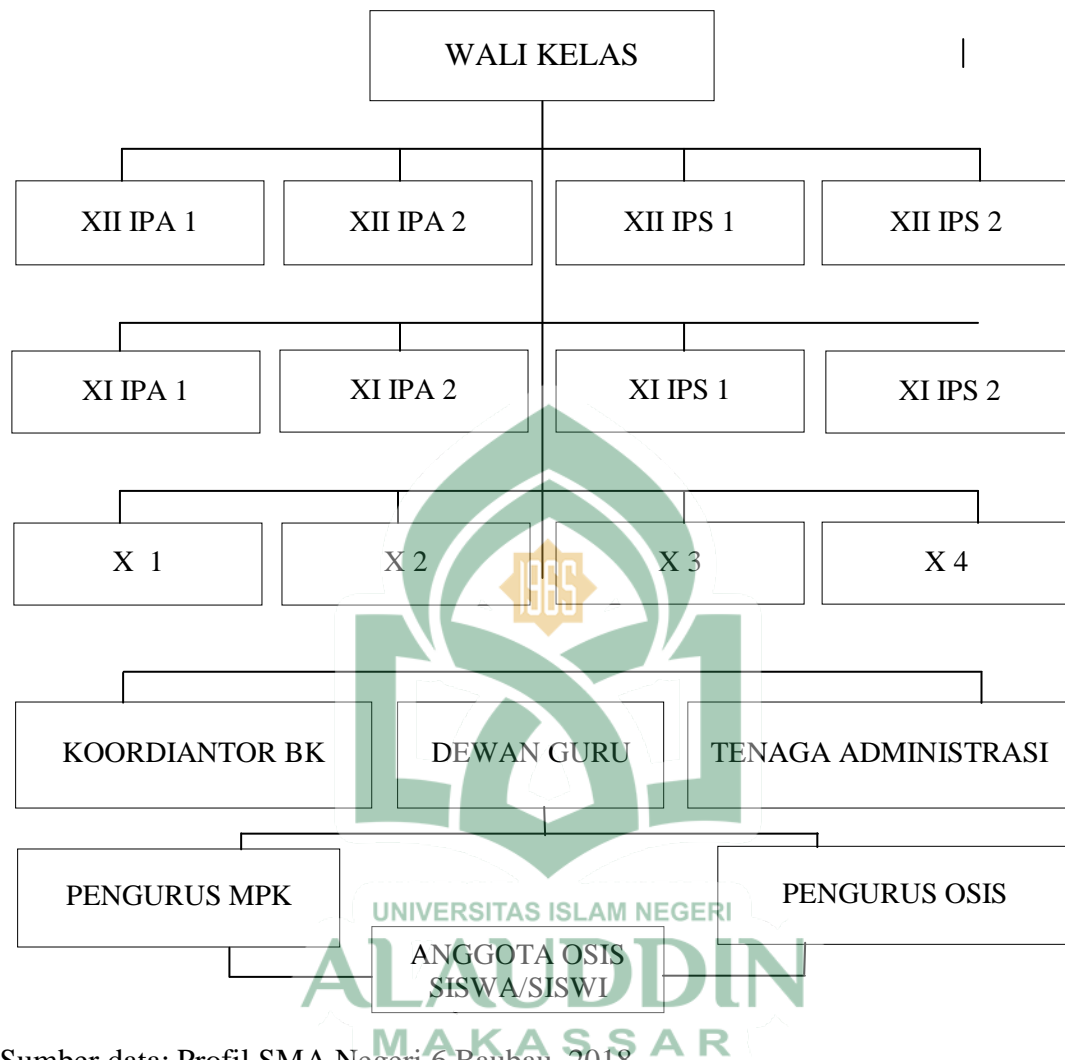 WALI KELAS
XII IPA 1 XII IPA 2 XII IPS 1 XII IPS 2
XI IPA 1 XI IPA 2 XI IPS 1 XI IPS 2
X 1 X 2 X 3 X 4
1965
KOORDIANTOR BK DEWAN GURU TENAGA ADMINISTRASI
PENGURUS MPK PENGURUS OSIS
UNIVERSITAS ISLAM NEGERI
ANGGOTA OSIS
SISWA/SISWI
ALAUDDIN
MAKASSAR
Sumber data: Profil SMA Negeri 6 Baubau, 2018